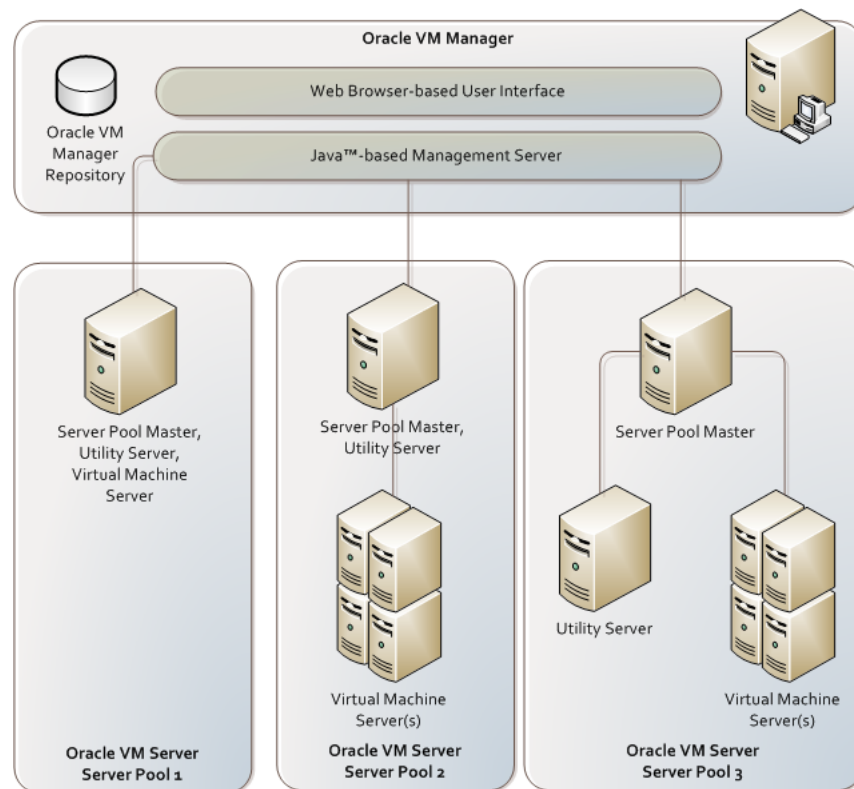 Oracle VM Manager
Web Browser-based User Interface
Oracle VM
Manager
Repository
Java™-based Management Server
Server Pool Master,
Utility Server,
Virtual Machine
Server
Oracle VM Server
Server Pool 1
Server Pool Master,
Utility Server
Virtual Machine
Server(s)
Oracle VM Server
Server Pool 2
Server Pool Master
Utility Server
Virtual Machine
Server(s)
Oracle VM Server
Server Pool 3